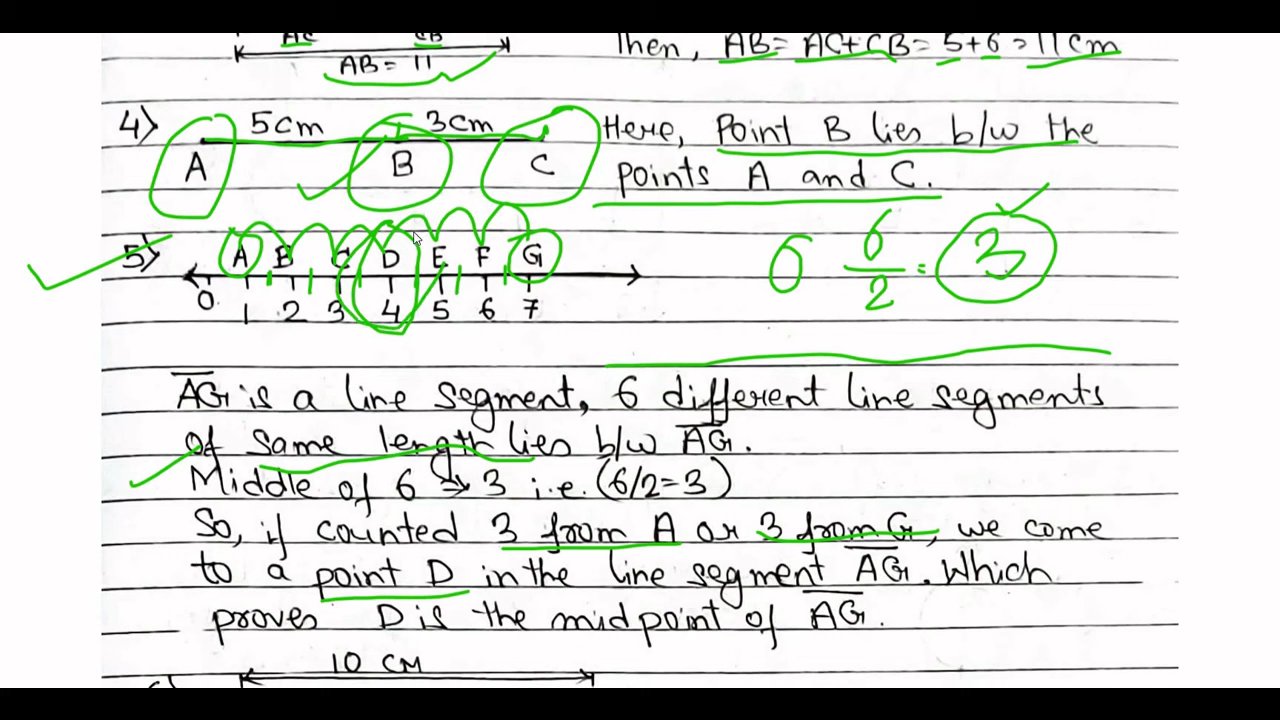 AC CB
AB = 11
Then, AB = AC+CB = 5+6 = 11cm
4) 5cm 3cm
A B C
Here, Point B lies b/w the
points A and C.
5) A B C D E F G
0 1 2 3 4 5 6 7
6 6/2 = 3
AG is a line segment, 6 different line segments
of same length lies b/w AG.
Middle of 6 → 3 i.e. (6/2=3)
So, if counted 3 from A or 3 from G, we come
to a point D in the line segment AG. Which
proves D is the midpoint of AG.
10 CM